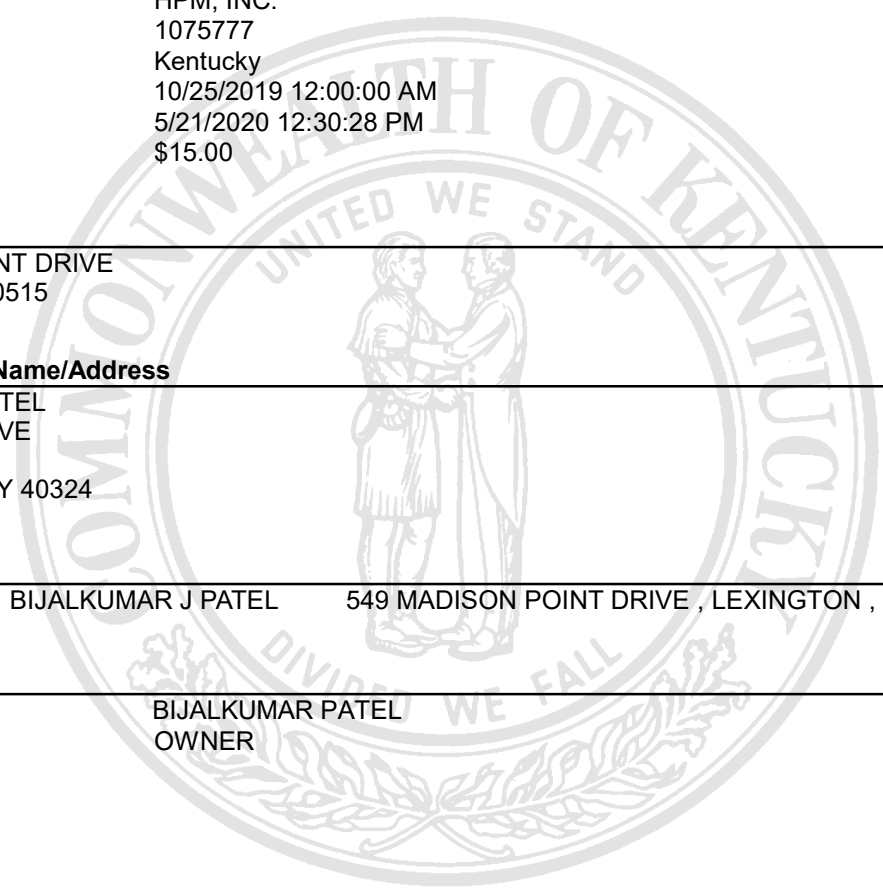 HPM, INC.
1075777
Kentucky
10/25/2019 12:00:00 AM
5/21/2020 12:30:28 PM
$15.00
NT DRIVE
0515
Name/Address
TEL
VE
Y 40324
BIJALKUMAR J PATEL 549 MADISON POINT DRIVE , LEXINGTON ,
BIJALKUMAR PATEL
OWNER
COMMONWEALTH OF KENTUCKY
UNITED WE STAND
DIVIDED WE FALL